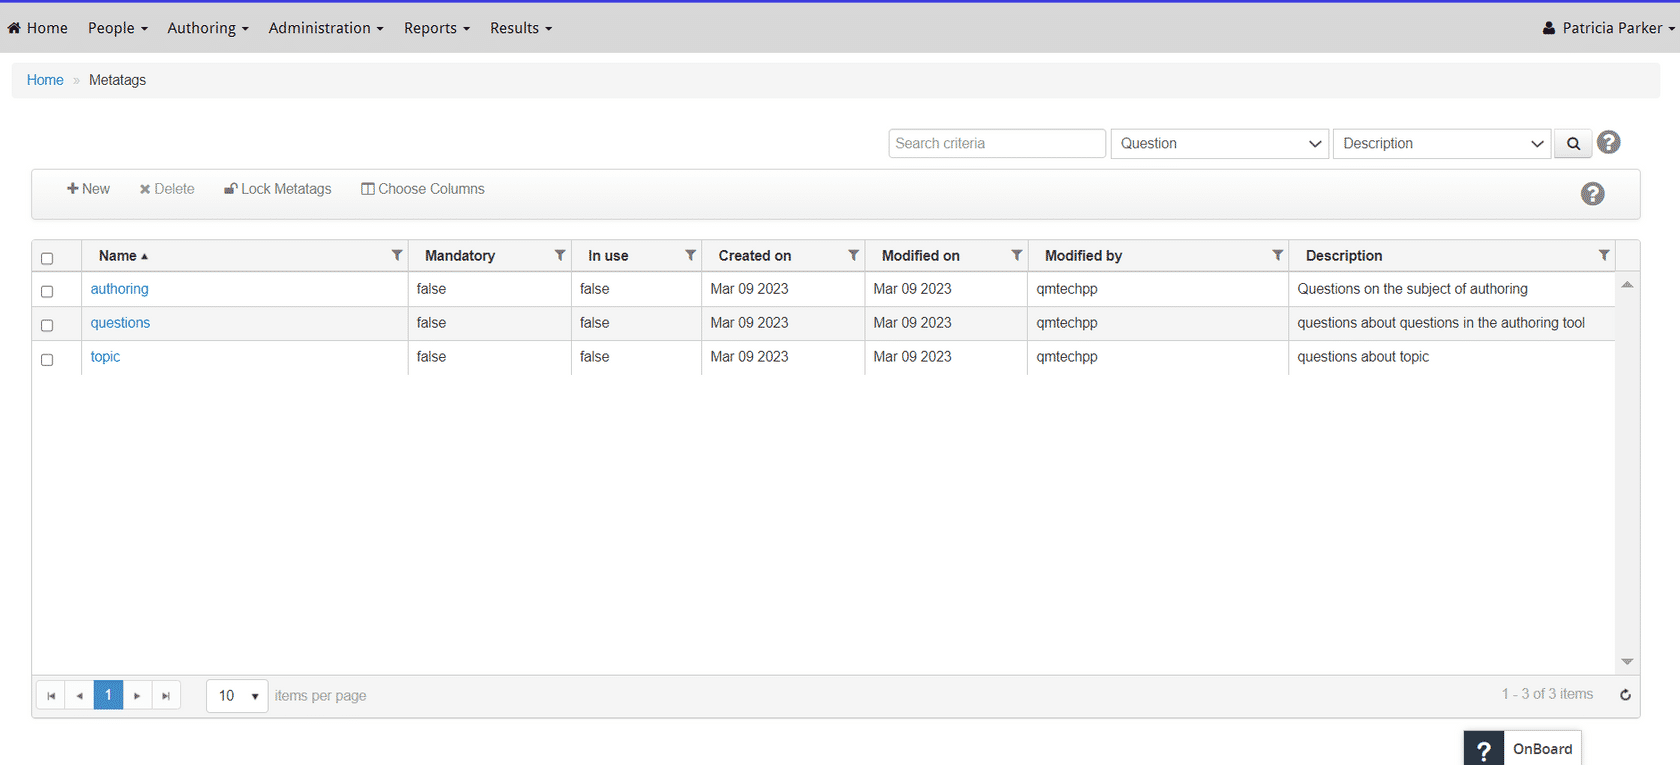 Home People Authoring Administration Reports Results Patricia Parker
Home » Metatags
Search criteria Question Description
New Delete Lock Metatags Choose Columns
Name Mandatory In use Created on Modified on Modified by Description
authoring false false Mar 09 2023 Mar 09 2023 qmtechpp Questions on the subject of authoring
questions false false Mar 09 2023 Mar 09 2023 qmtechpp questions about questions in the authoring tool
topic false false Mar 09 2023 Mar 09 2023 qmtechpp questions about topic
1 10 items per page 1 - 3 of 3 items
? OnBoard